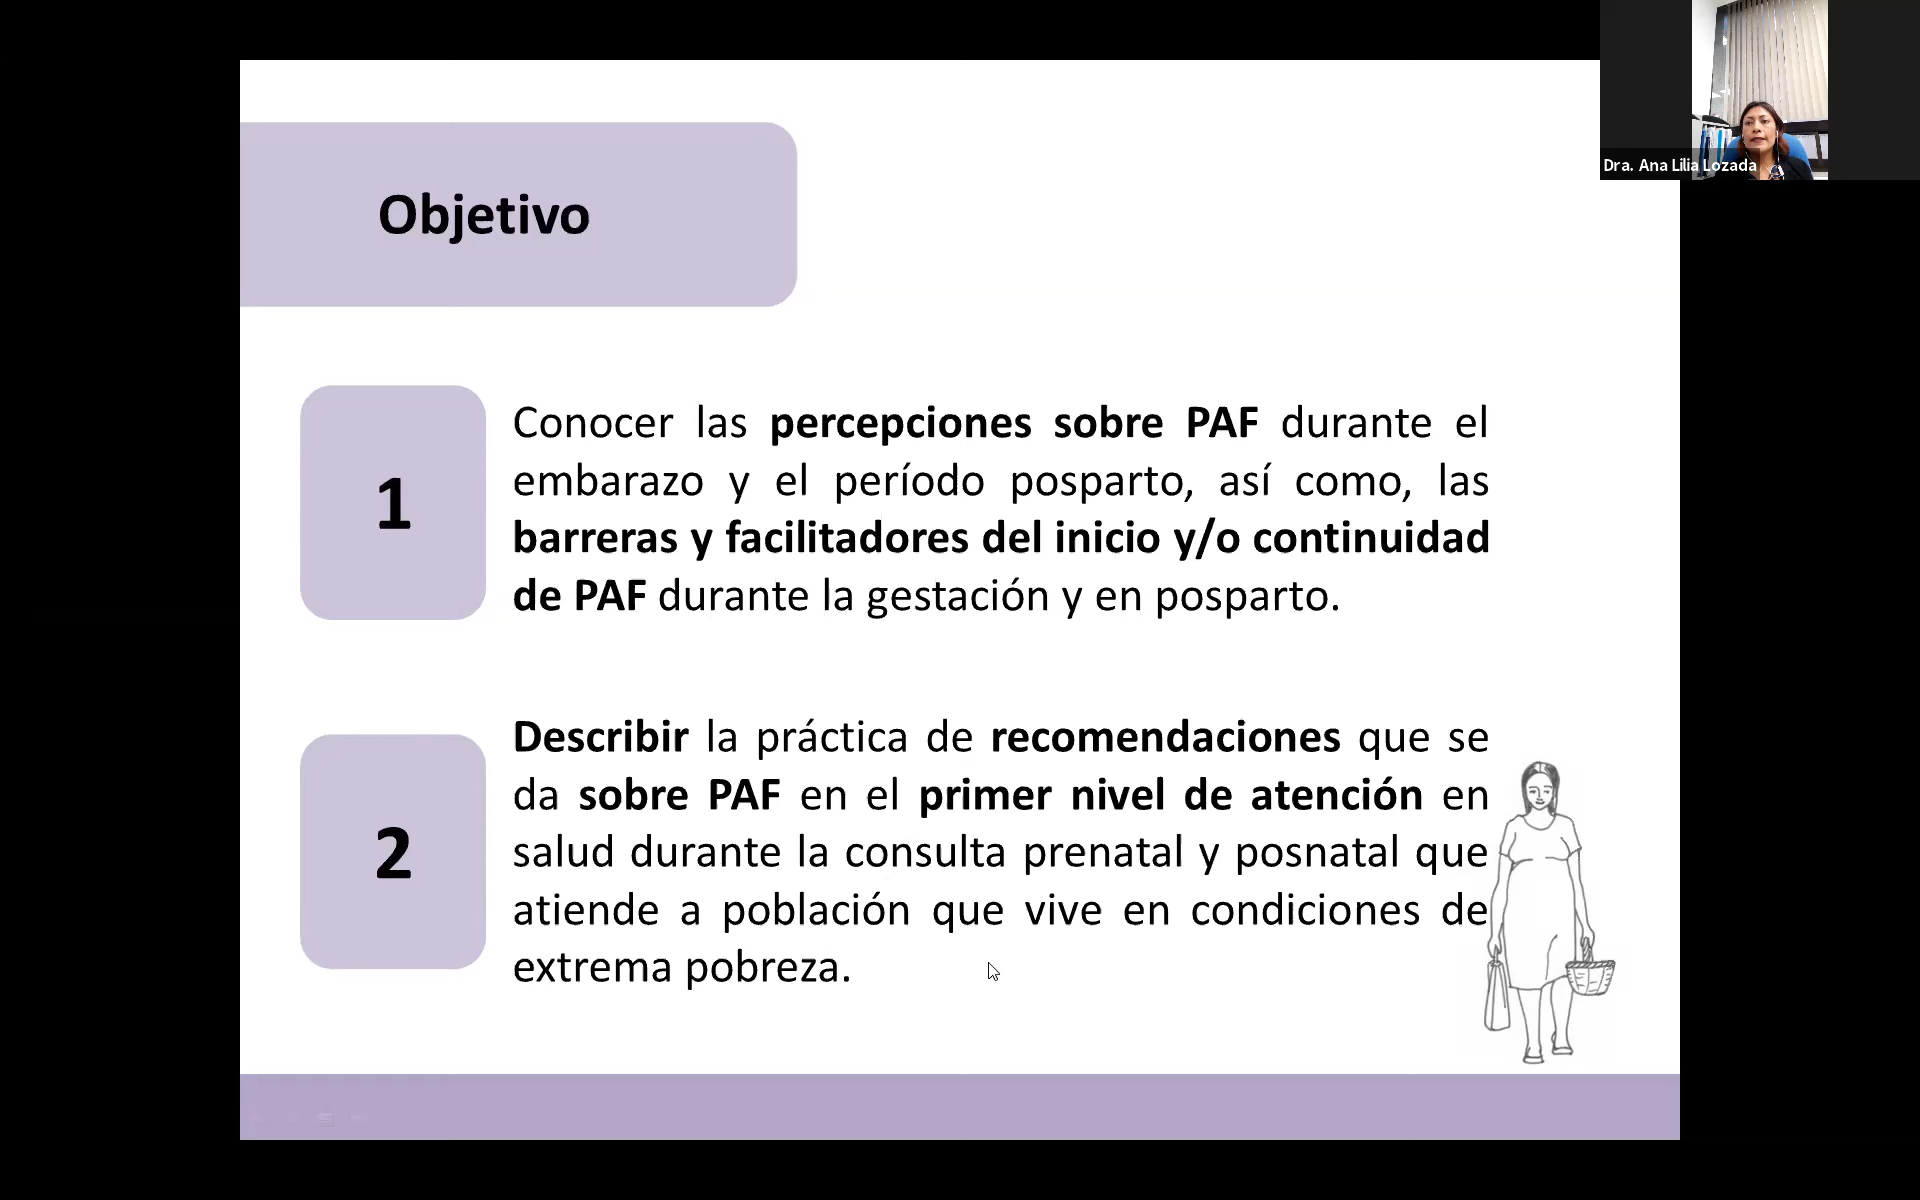 Dra. Ana Lilia Lozada
Objetivo
1
Conocer las percepciones sobre PAF durante el
embarazo y el período posparto, así como, las
barreras y facilitadores del inicio y/o continuidad
de PAF durante la gestación y en posparto.
2
Describir la práctica de recomendaciones que se
da sobre PAF en el primer nivel de atención en
salud durante la consulta prenatal y posnatal que
atiende a población que vive en condiciones de
extrema pobreza.